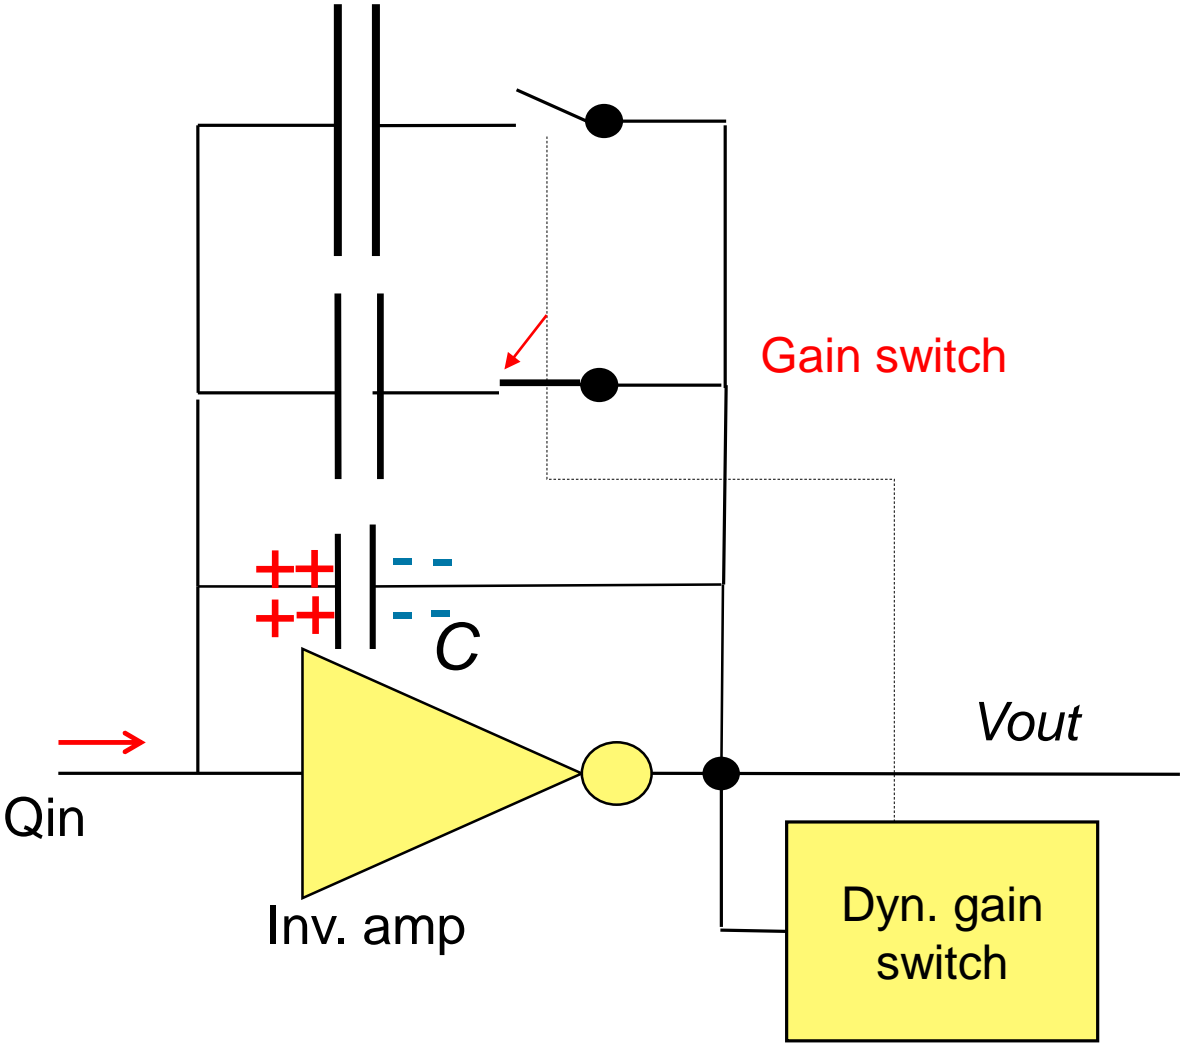 Gain switch
++
- -
++
- -
C
Vout
Qin
Inv. amp
Dyn. gain
switch